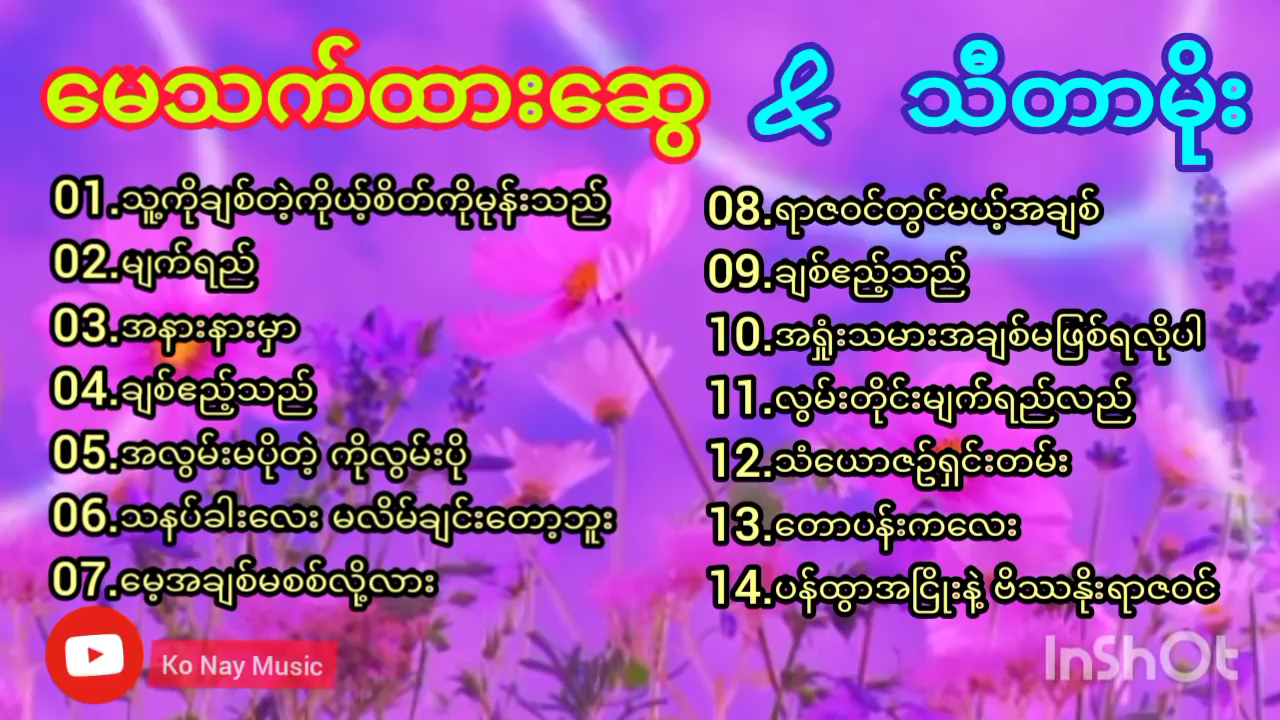 မေသက်ထားဆွေ & သီတာမိုး
01.သူ့ကိုချစ်တဲ့ကိုယ့်စိတ်ကိုမုန်းသည်
02.မျက်ရည်
03.အနားနားမှာ
04.ချစ်ဧည့်သည်
05.အလွမ်းမပိုတဲ့ ကိုလွမ်းပို
06.သနပ်ခါးလေး မလိမ်ချင်းတော့ဘူး
07.မေ့အချစ်မစစ်လို့လား
08.ရာဇဝင်တွင်မယ့်အချစ်
09.ချစ်ဧည့်သည်
10.အရှုံးသမားအချစ်မဖြစ်ရလိုပါ
11.လွမ်းတိုင်းမျက်ရည်လည်
12.သံယောဇဥ်ရှင်းတမ်း
13.တောပန်းကလေး
14.ပန်ထွာအငြိုးနဲ့ ဗိဿနိုးရာဇဝင်
Ko Nay Music
InShOt